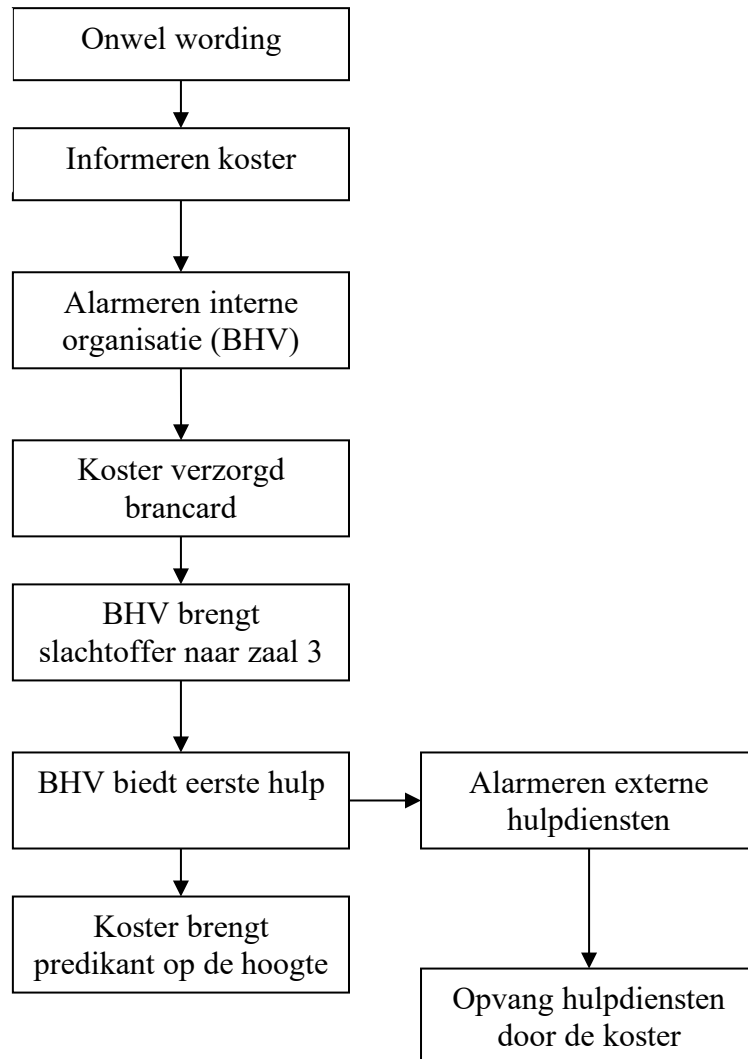 Onwel wording
Informeren koster
Alarmeren interne
organisatie (BHV)
Koster verzorgd
brancard
BHV brengt
slachtoffer naar zaal 3
BHV biedt eerste hulp
Alarmeren externe
hulpdiensten
Koster brengt
predikant op de hoogte
Opvang hulpdiensten
door de koster